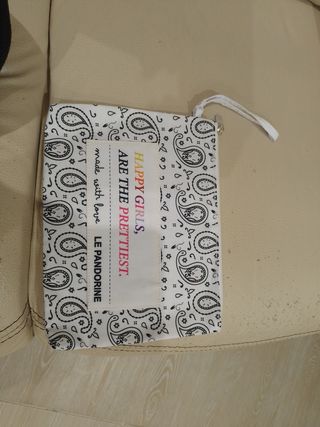 HAPPY GIRLS,
ARE THE PRETTIEST.
made with love LE PANDORINE